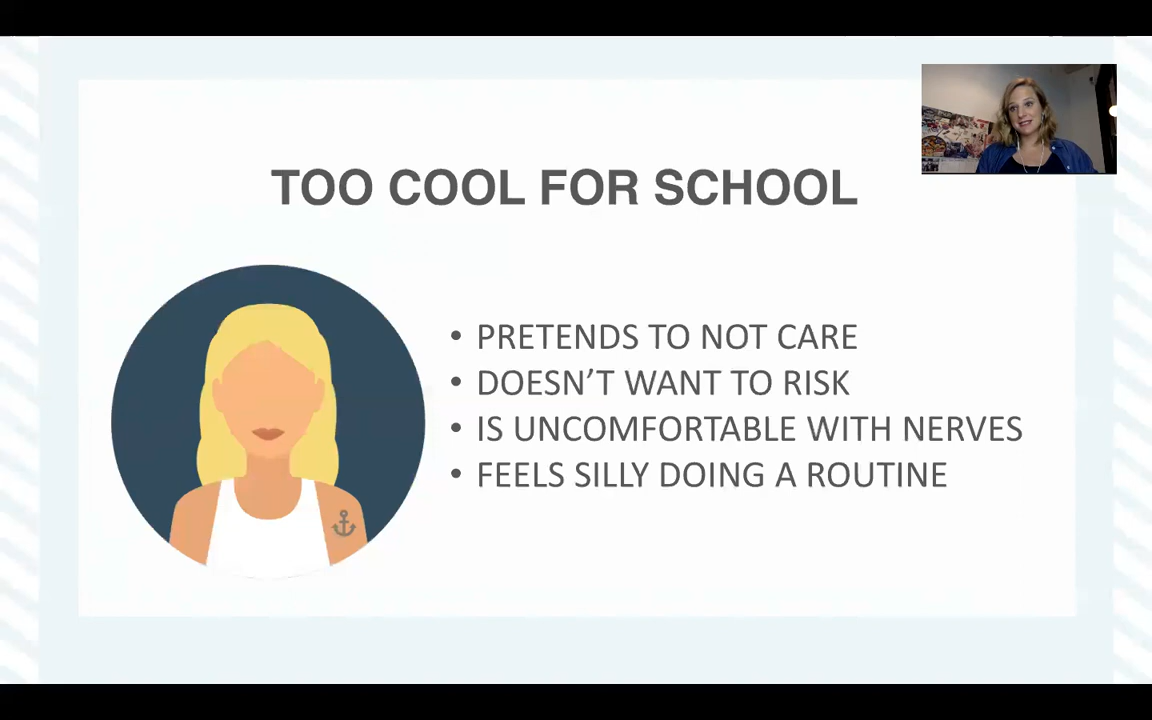 TOO COOL FOR SCHOOL
• PRETENDS TO NOT CARE
• DOESN’T WANT TO RISK
• IS UNCOMFORTABLE WITH NERVES
• FEELS SILLY DOING A ROUTINE